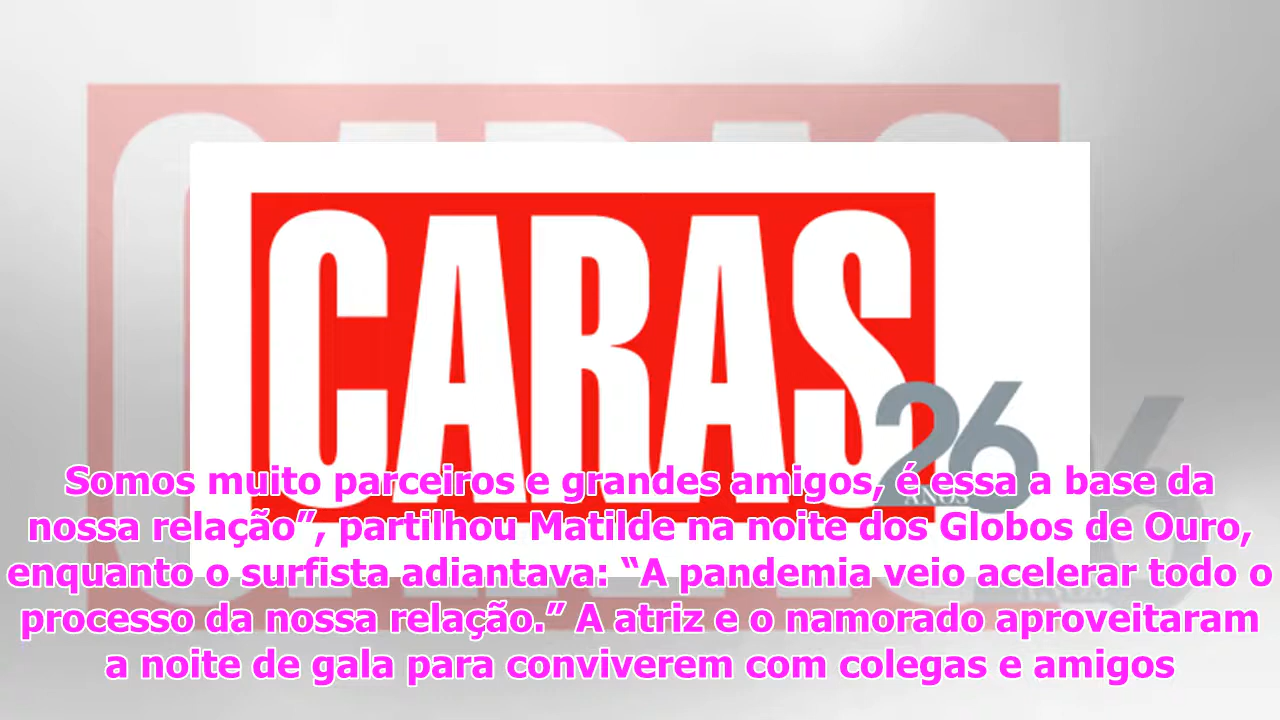 CARAS
26
ANOS
Somos muito parceiros e grandes amigos, é essa a base da
nossa relação”, partilhou Matilde na noite dos Globos de Ouro,
enquanto o surfista adiantava: “A pandemia veio acelerar todo o
processo da nossa relação.” A atriz e o namorado aproveitaram
a noite de gala para conviverem com colegas e amigos